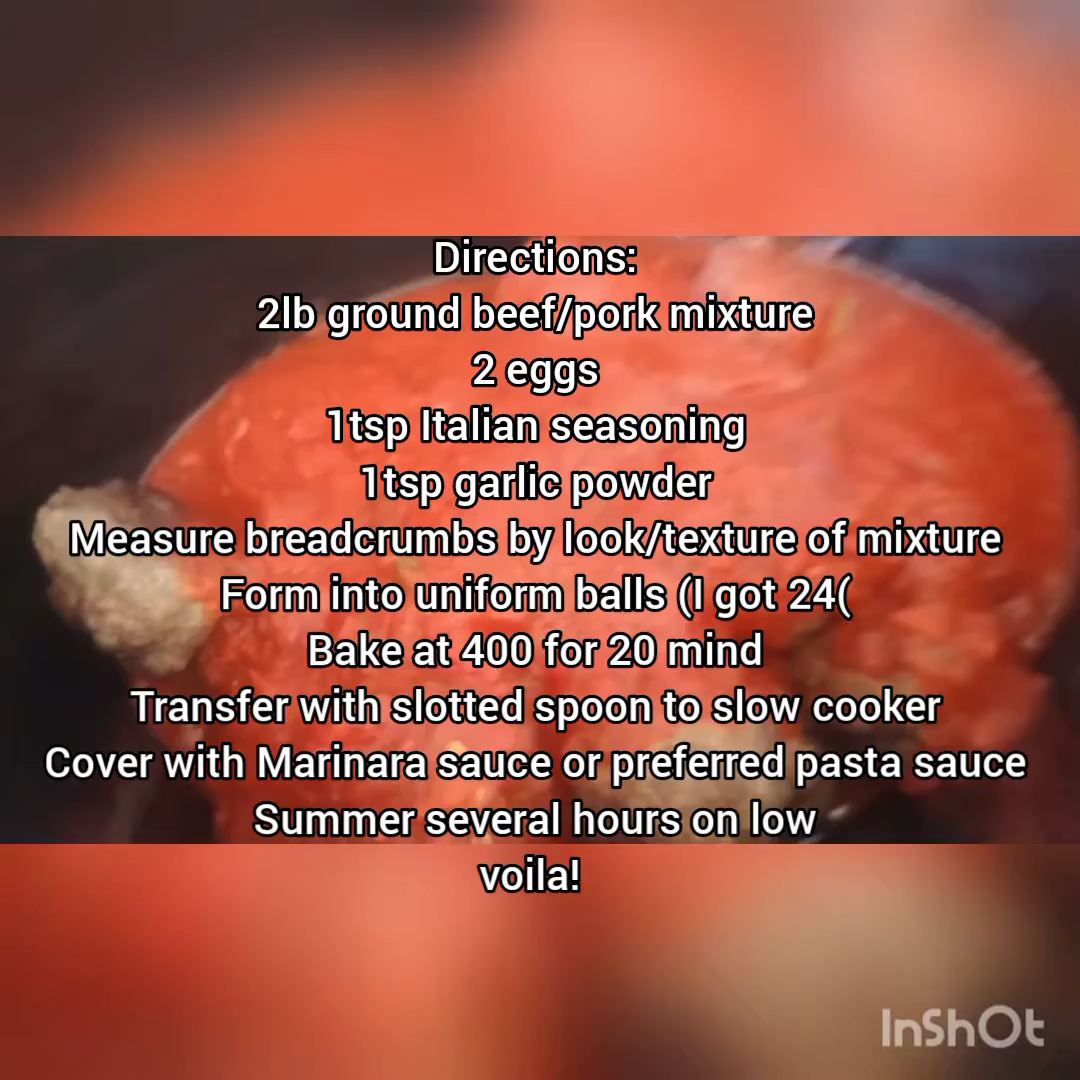 Directions:
2lb ground beef/pork mixture
2 eggs
1tsp Italian seasoning
1tsp garlic powder
Measure breadcrumbs by look/texture of mixture
Form into uniform balls (I got 24(
Bake at 400 for 20 mind
Transfer with slotted spoon to slow cooker
Cover with Marinara sauce or preferred pasta sauce
Summer several hours on low
voila!
InShOt